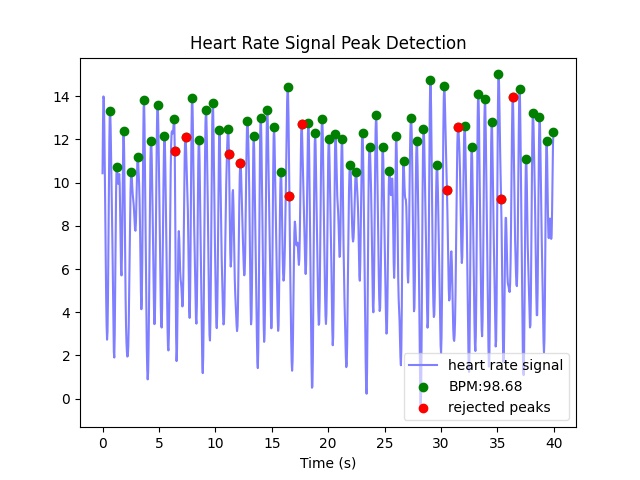 Heart Rate Signal Peak Detection
14
12
10
8
6
4
2
0
heart rate signal
BPM:98.68
rejected peaks
0 5 10 15 20 25 30 35 40
Time (s)